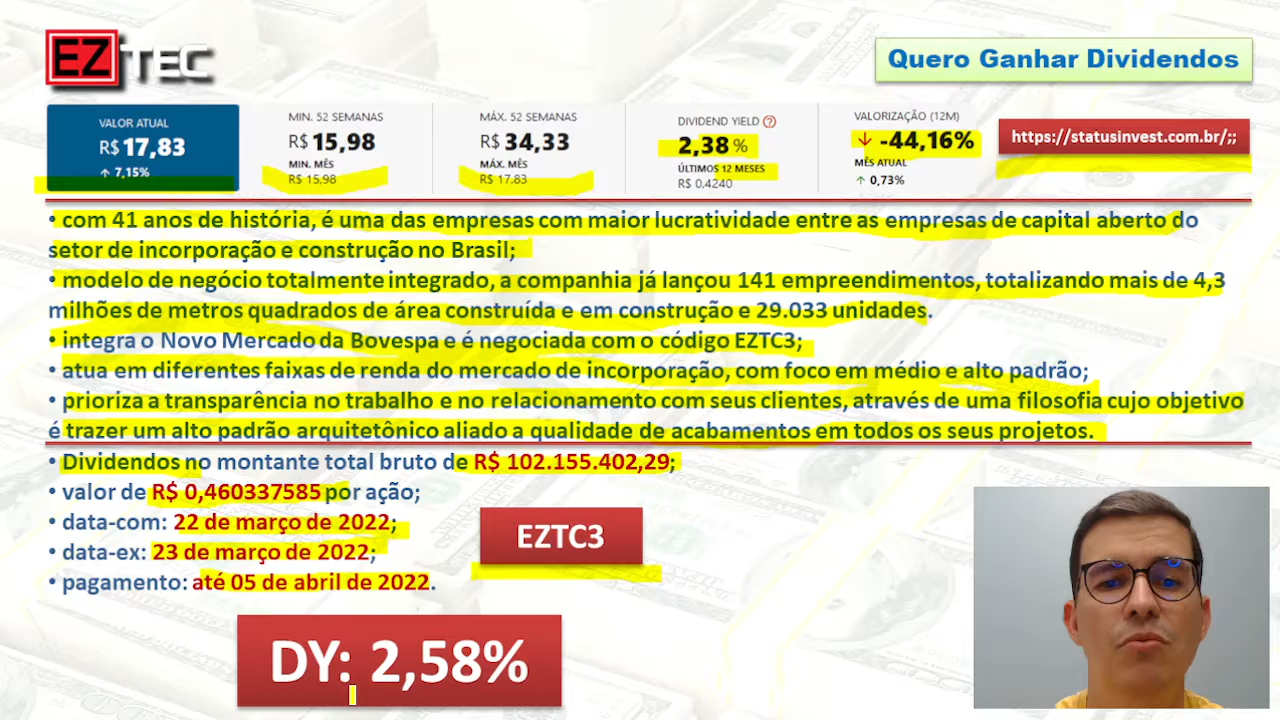 EZTEC
Quero Ganhar Dividendos
VALOR ATUAL
R$ 17,83
↑ 7,15%
MIN. 52 SEMANAS
R$ 15,98
MIN. MÊS
R$ 15,98
MÁX. 52 SEMANAS
R$ 34,33
MÁX. MÊS
R$ 17,83
DIVIDEND YIELD ?
2,38 %
ÚLTIMOS 12 MESES
R$ 0,4240
VALORIZAÇÃO (12M)
↓ -44,16%
MÊS ATUAL
↑ 0,73%
https://statusinvest.com.br/;;
• com 41 anos de história, é uma das empresas com maior lucratividade entre as empresas de capital aberto do
setor de incorporação e construção no Brasil;
• modelo de negócio totalmente integrado, a companhia já lançou 141 empreendimentos, totalizando mais de 4,3
milhões de metros quadrados de área construída e em construção e 29.033 unidades.
• integra o Novo Mercado da Bovespa e é negociada com o código EZTC3;
• atua em diferentes faixas de renda do mercado de incorporação, com foco em médio e alto padrão;
• prioriza a transparência no trabalho e no relacionamento com seus clientes, através de uma filosofia cujo objetivo
é trazer um alto padrão arquitetônico aliado a qualidade de acabamentos em todos os seus projetos.
• Dividendos no montante total bruto de R$ 102.155.402,29;
• valor de R$ 0,460337585 por ação;
• data-com: 22 de março de 2022;
• data-ex: 23 de março de 2022;
• pagamento: até 05 de abril de 2022.
EZTC3
DY: 2,58%